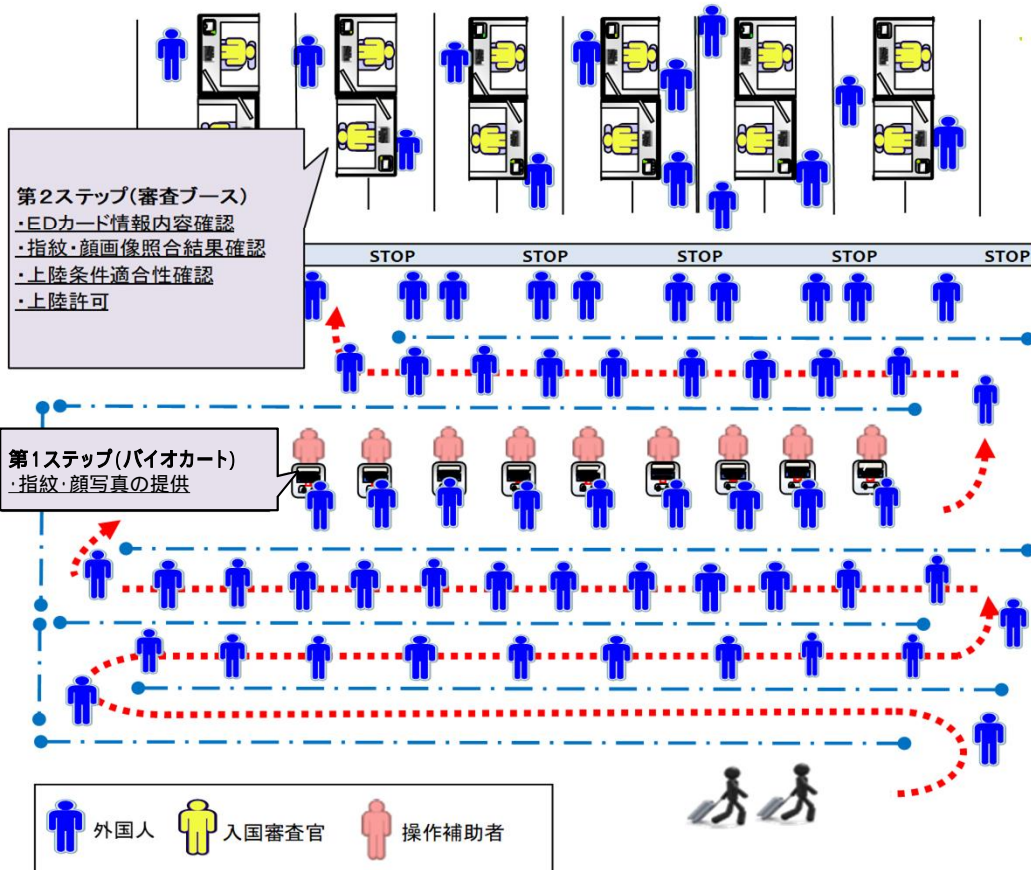 第2ステップ(審査ブース)
・EDカード情報内容確認
・指紋・顔画像照合結果確認
・上陸条件適合性確認
・上陸許可
STOP STOP STOP STOP STOP
第1ステップ(バイオカート)
・指紋・顔写真の提供
外国人 入国審査官 操作補助者